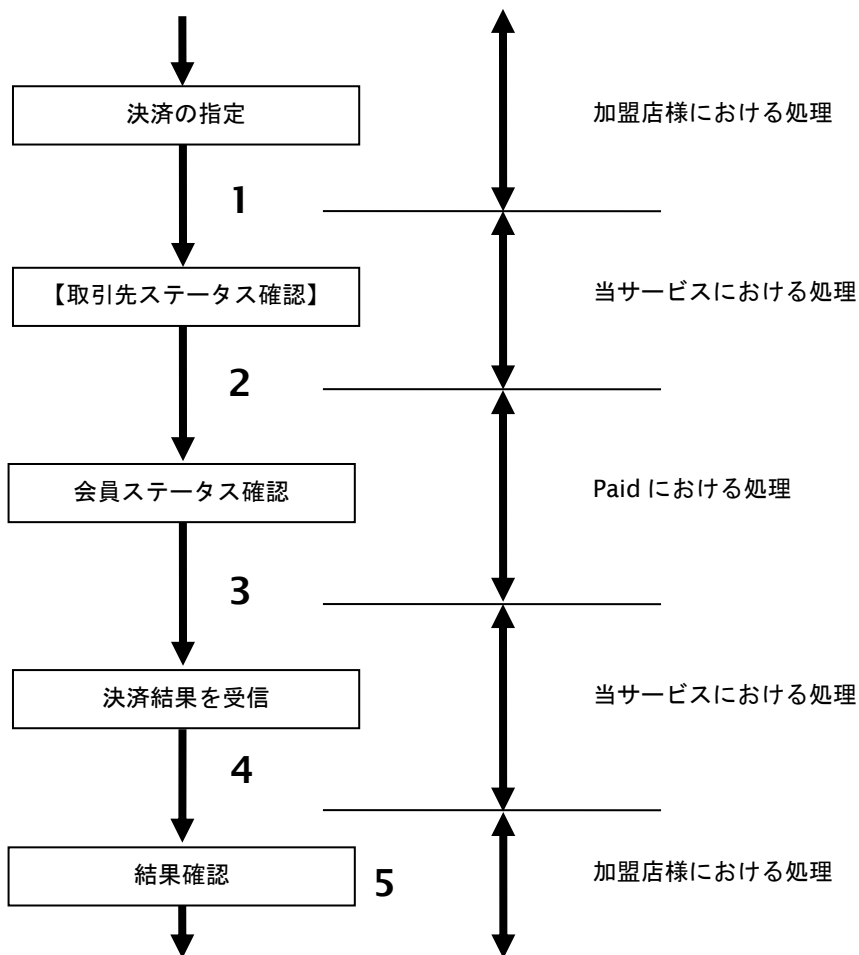 決済の指定
加盟店様における処理
1
【取引先ステータス確認】
当サービスにおける処理
2
会員ステータス確認
Paid における処理
3
決済結果を受信
当サービスにおける処理
4
結果確認
5
加盟店様における処理